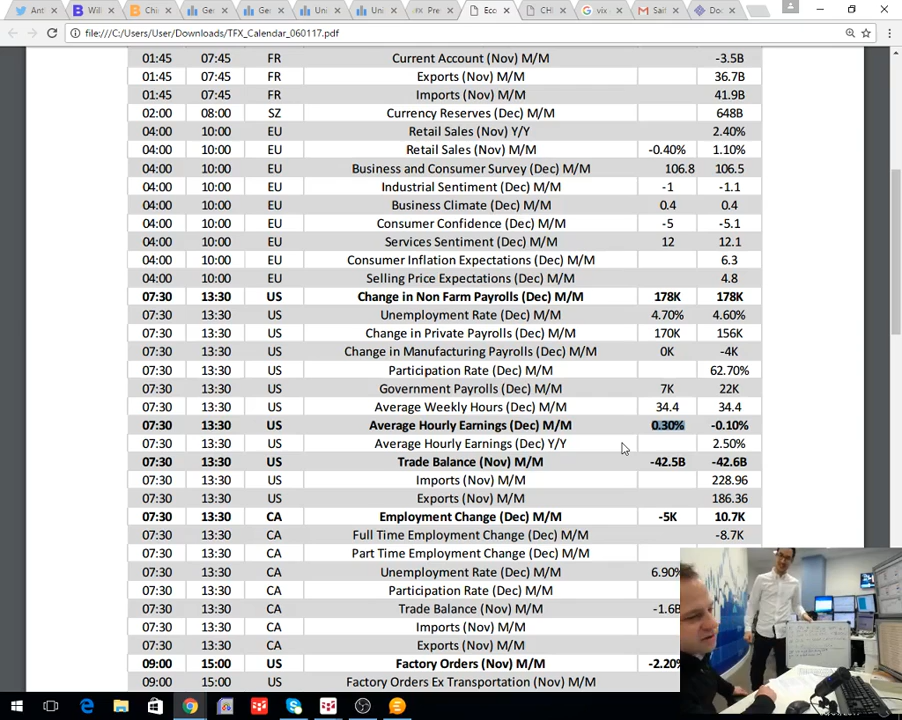 Ant
Will
Chi
Ge
Ge
Uni
Uni
Pre
Eco
CHI
vix
Sai
Doc
file:///C:/Users/User/Downloads/TFX_Calendar_060117.pdf
01:45 07:45 FR Current Account (Nov) M/M -3.5B
01:45 07:45 FR Exports (Nov) M/M 36.7B
01:45 07:45 FR Imports (Nov) M/M 41.9B
02:00 08:00 SZ Currency Reserves (Dec) M/M 648B
04:00 10:00 EU Retail Sales (Nov) Y/Y 2.40%
04:00 10:00 EU Retail Sales (Nov) M/M -0.40% 1.10%
04:00 10:00 EU Business and Consumer Survey (Dec) M/M 106.8 106.5
04:00 10:00 EU Industrial Sentiment (Dec) M/M -1 -1.1
04:00 10:00 EU Business Climate (Dec) M/M 0.4 0.4
04:00 10:00 EU Consumer Confidence (Dec) M/M -5 -5.1
04:00 10:00 EU Services Sentiment (Dec) M/M 12 12.1
04:00 10:00 EU Consumer Inflation Expectations (Dec) M/M 6.3
04:00 10:00 EU Selling Price Expectations (Dec) M/M 4.8
07:30 13:30 US Change in Non Farm Payrolls (Dec) M/M 178K 178K
07:30 13:30 US Unemployment Rate (Dec) M/M 4.70% 4.60%
07:30 13:30 US Change in Private Payrolls (Dec) M/M 170K 156K
07:30 13:30 US Change in Manufacturing Payrolls (Dec) M/M 0K -4K
07:30 13:30 US Participation Rate (Dec) M/M 62.70%
07:30 13:30 US Government Payrolls (Dec) M/M 7K 22K
07:30 13:30 US Average Weekly Hours (Dec) M/M 34.4 34.4
07:30 13:30 US Average Hourly Earnings (Dec) M/M 0.30% -0.10%
07:30 13:30 US Average Hourly Earnings (Dec) Y/Y 2.50%
07:30 13:30 US Trade Balance (Nov) M/M -42.5B -42.6B
07:30 13:30 US Imports (Nov) M/M 228.96
07:30 13:30 US Exports (Nov) M/M 186.36
07:30 13:30 CA Employment Change (Dec) M/M -5K 10.7K
07:30 13:30 CA Full Time Employment Change (Dec) M/M -8.7K
07:30 13:30 CA Part Time Employment Change (Dec) M/M
07:30 13:30 CA Unemployment Rate (Dec) M/M 6.90%
07:30 13:30 CA Participation Rate (Dec) M/M
07:30 13:30 CA Trade Balance (Nov) M/M -1.6B
07:30 13:30 CA Imports (Nov) M/M
07:30 13:30 CA Exports (Nov) M/M
09:00 15:00 US Factory Orders (Nov) M/M -2.20%
09:00 15:00 US Factory Orders Ex Transportation (Nov) M/M